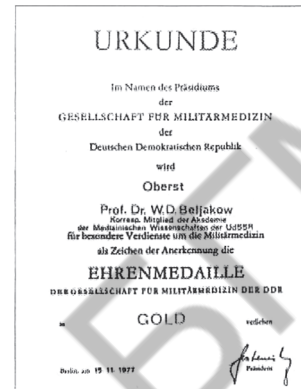 URKUNDE
Im Namen des Präsidiums
der
GESELLSCHAFT FÜR MILITÄRMEDIZIN
der
Deutschen Demokratischen Republik
wird
Oberst
Prof. Dr. W.D. Beljakow
Korresp. Mitglied der Akademie
der Medizinischen Wissenschaften der UdSSR
für besondere Verdienste um die Militärmedizin
als Zeichen der Anerkennung die
EHRENMEDAILLE
DER GESELLSCHAFT FÜR MILITÄRMEDIZIN DER DDR
in GOLD verliehen
Berlin, am 15 11 1977
Präsident